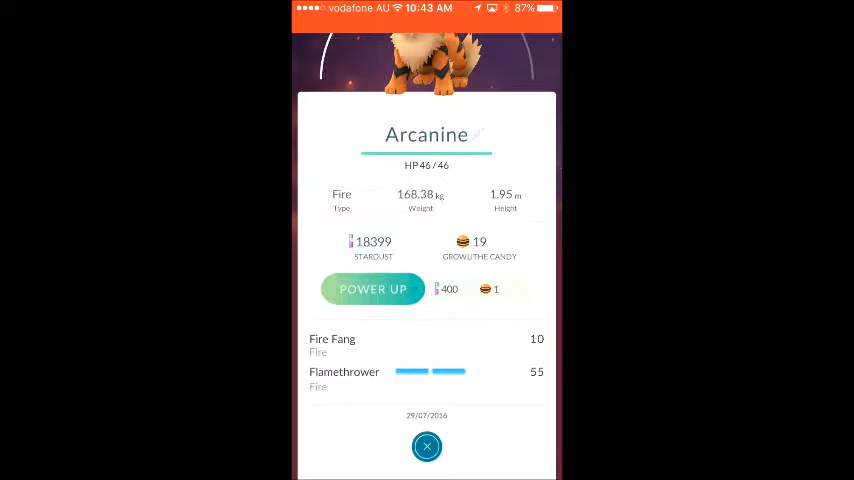 vodafone AU 10:43 AM 87%
Arcanine
HP 46 / 46
Fire 168.38 kg 1.95 m
Type Weight Height
18399 19
STARDUST GROWLITHE CANDY
POWER UP 400 1
Fire Fang 10
Fire
Flamethrower 55
Fire
29/07/2016